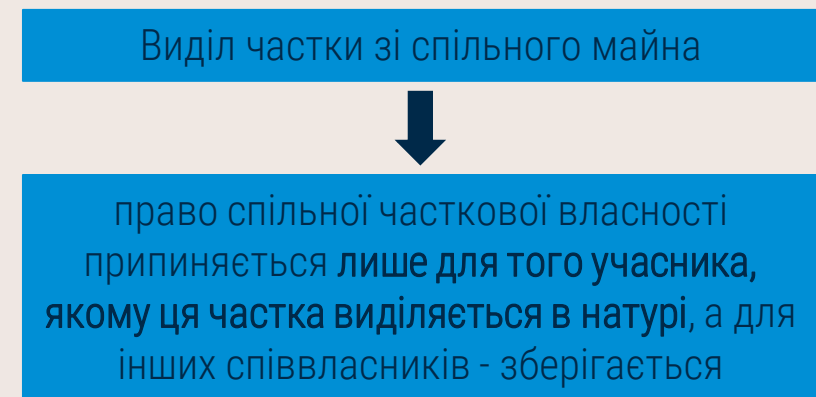 Виділ частки зі спільного майна
право спільної часткової власності
припиняється лише для того учасника,
якому ця частка виділяється в натурі, а для
інших співвласників - зберігається